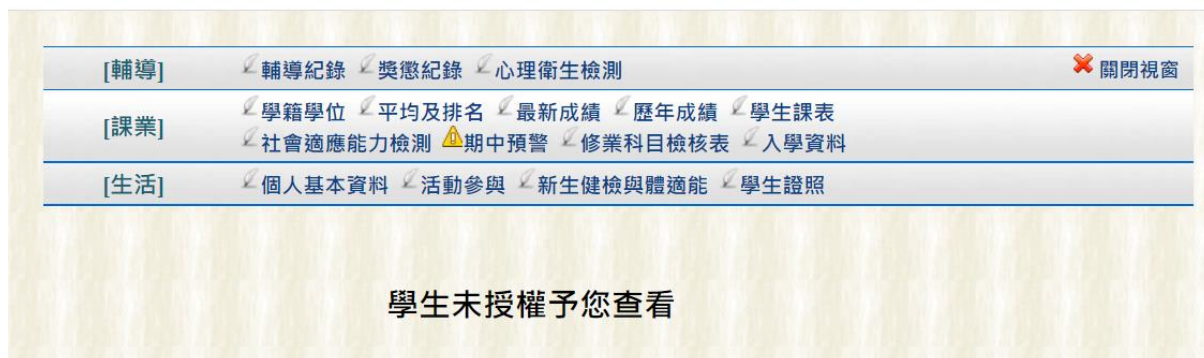 [輔導] 輔導紀錄 獎懲紀錄 心理衛生檢測 關閉視窗
[課業] 學籍學位 平均及排名 最新成績 歷年成績 學生課表
社會適應能力檢測 期中預警 修業科目檢核表 入學資料
[生活] 個人基本資料 活動參與 新生健檢與體適能 學生證照
學生未授權予您查看